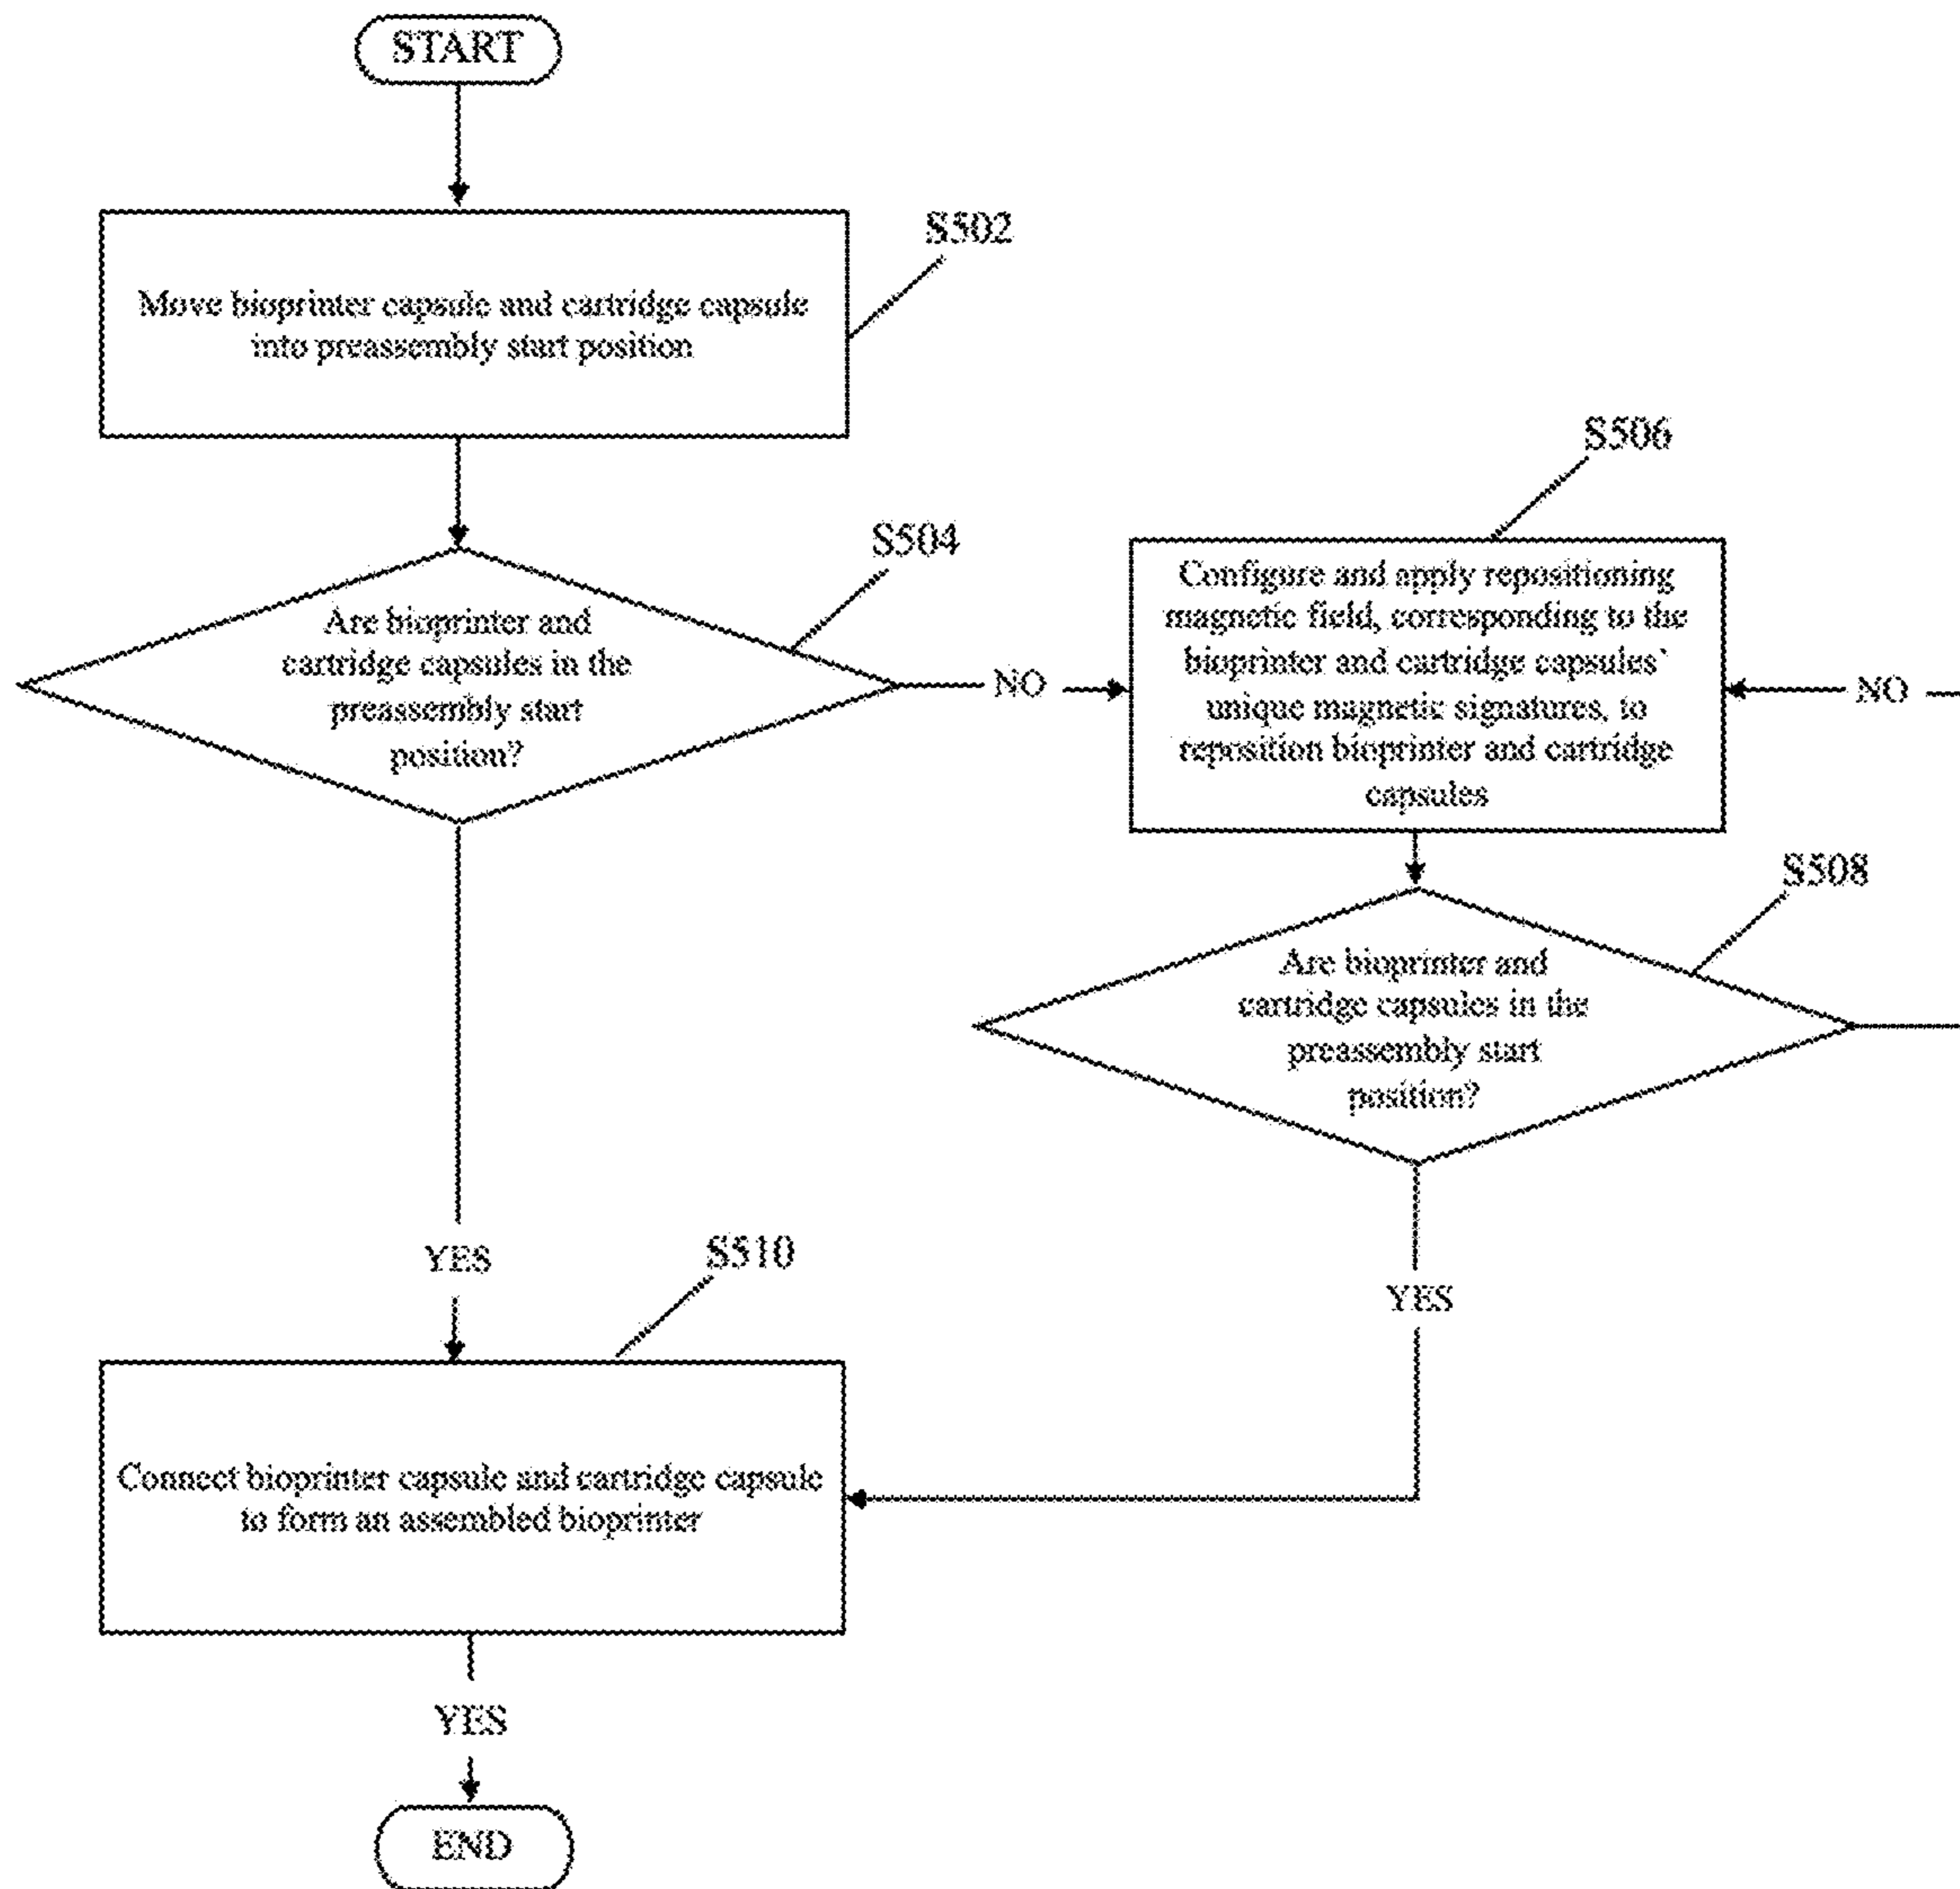 START
S502
Move bioprinter capsule and cartridge capsule
into preassembly start position
S504
Are bioprinter and
cartridge capsules in the
preassembly start
position?
NO
S506
Configure and apply repositioning
magnetic field, corresponding to the
bioprinter and cartridge capsules'
unique magnetic signatures, to
reposition bioprinter and cartridge
capsules
NO
S508
Are bioprinter and
cartridge capsules in the
preassembly start
position?
YES
YES
S510
Connect bioprinter capsule and cartridge capsule
to form an assembled bioprinter
YES
END